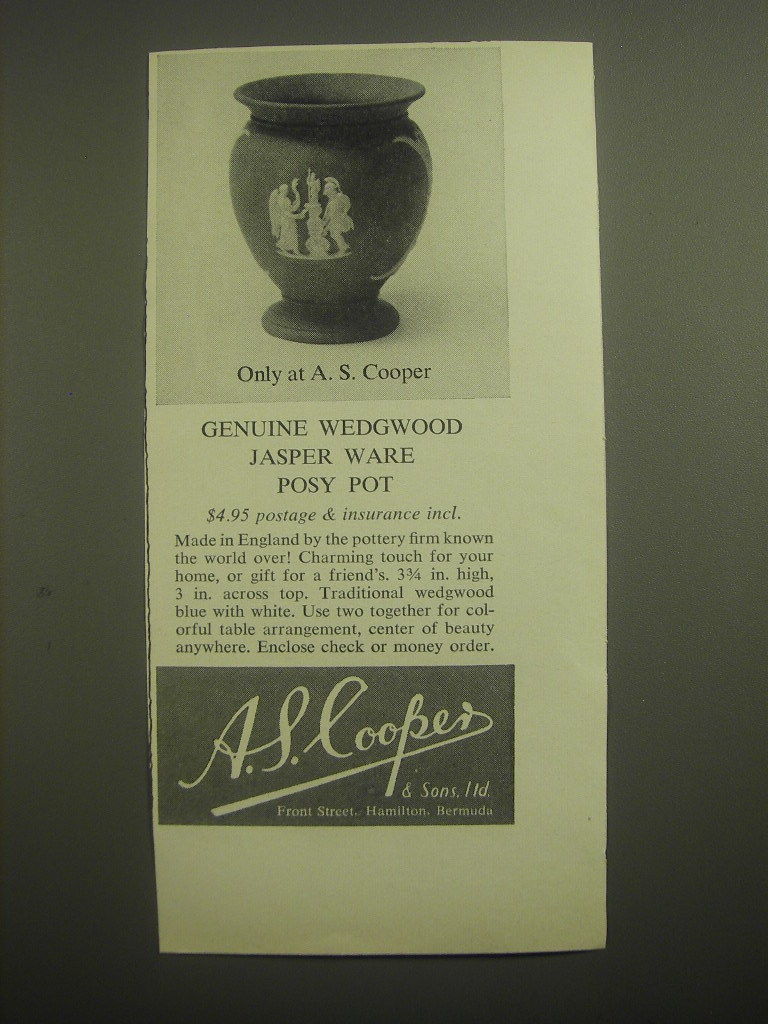 Only at A. S. Cooper
GENUINE WEDGWOOD
JASPER WARE
POSY POT
$4.95 postage & insurance incl.
Made in England by the pottery firm known
the world over! Charming touch for your
home, or gift for a friend's. 3¾ in. high,
3 in. across top. Traditional wedgwood
blue with white. Use two together for col-
orful table arrangement, center of beauty
anywhere. Enclose check or money order.
A.S. Cooper
& Sons, ltd.
Front Street, Hamilton, Bermuda